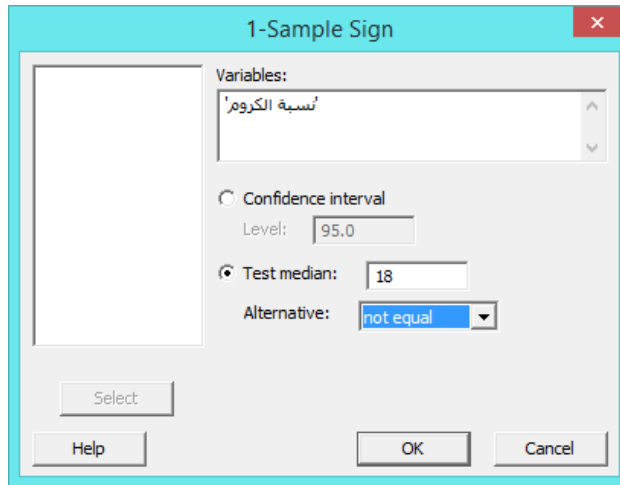 1-Sample Sign
Variables:
'نسبة الكروم'
Confidence interval
Level: 95.0
Test median: 18
Alternative: not equal
Select
Help OK Cancel